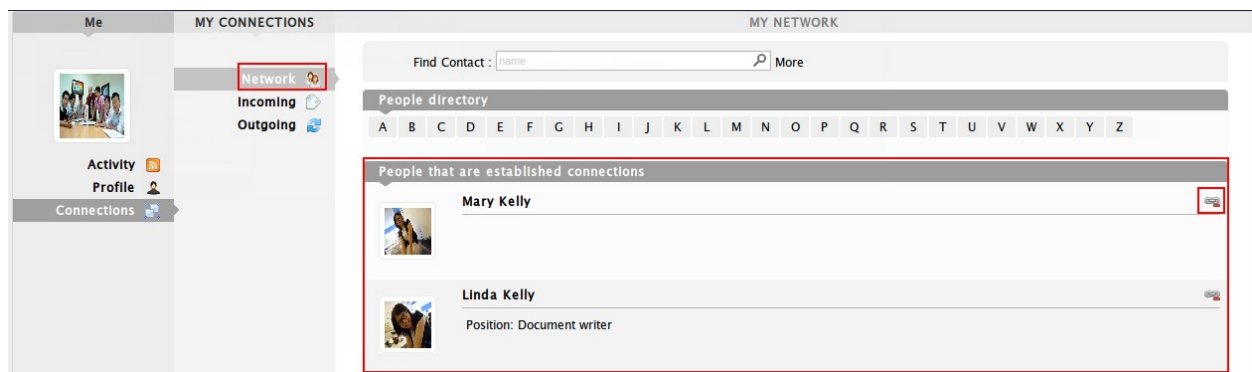 Me
MY CONNECTIONS
MY NETWORK
Network
Incoming
Outgoing
Activity
Profile
Connections
Find Contact : name
More
People directory
A B C D E F G H I J K L M N O P Q R S T U V W X Y Z
People that are established connections
Mary Kelly
Linda Kelly
Position: Document writer